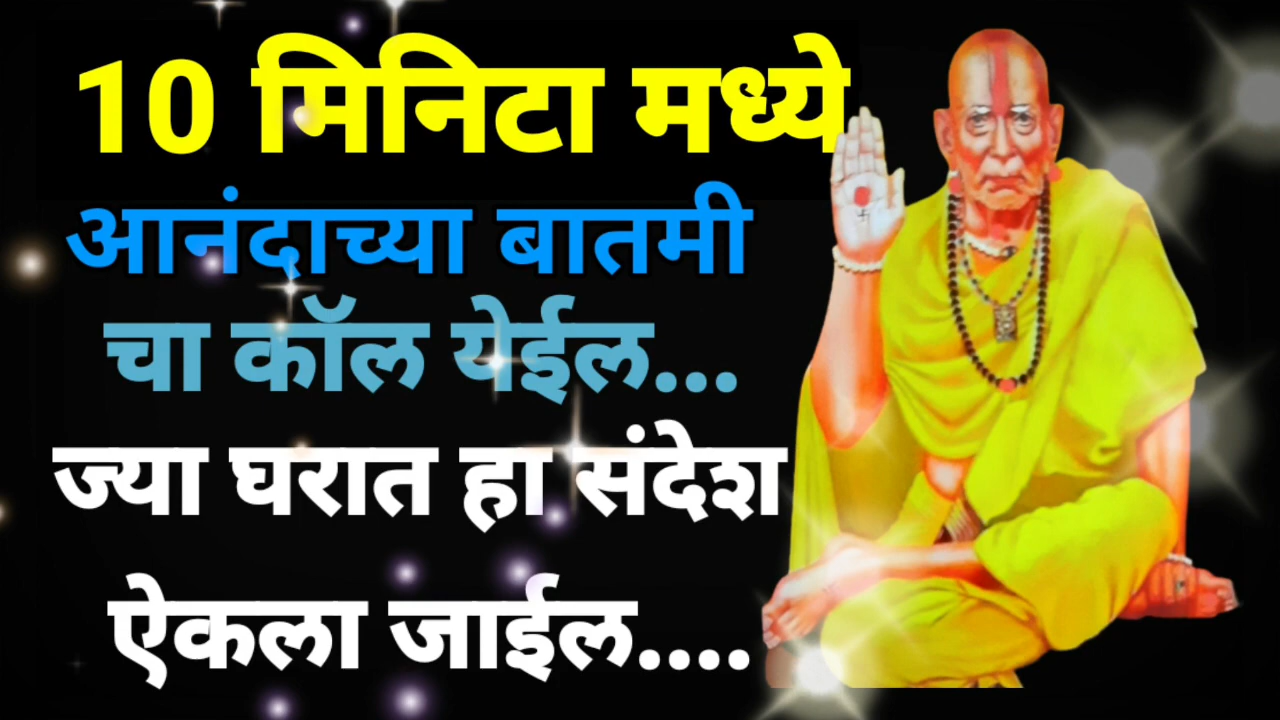 10 मिनिटा मध्ये
आनंदाच्या बातमी
चा कॉल येईल...
ज्या घरात हा संदेश
ऐकला जाईल....